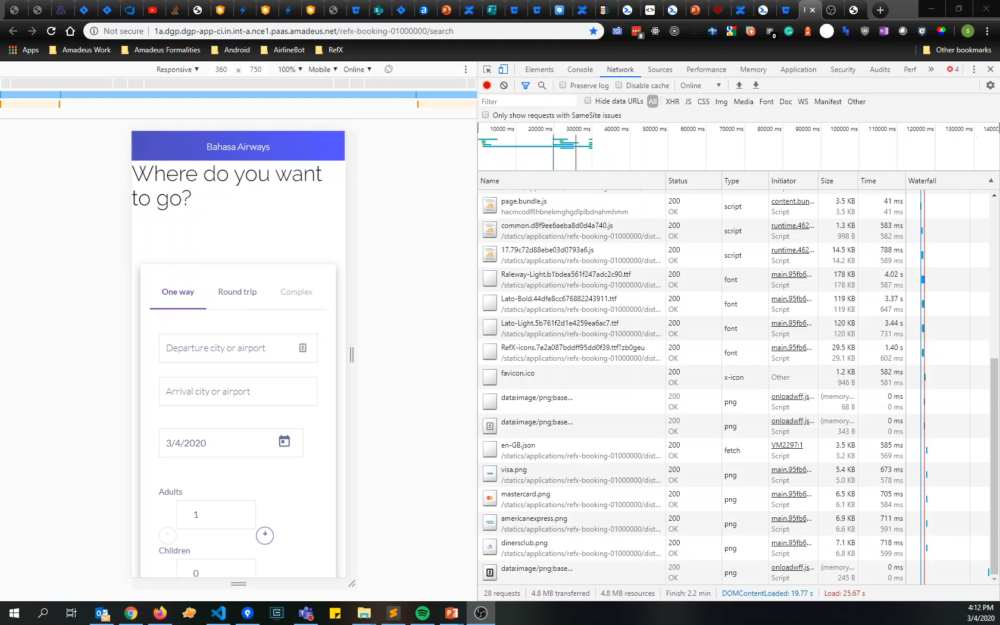 Not secure
1a.dgp.dgp-app-ci.in.int-a.nce1.paas.amadeus.net/refx-booking-01000000/search
8
0
S
Apps
Amadeus Work
Amadeus Formalities
Android
AirlineBot
RefX
Other bookmarks
Responsive
360 x 750
100%
Mobile
Online
Elements
Console
Network
Sources
Performance
Memory
Application
Security
Audits
Perf
4
Preserve log
Disable cache
Online
Filter
Hide data URLs
All
XHR JS CSS Img Media Font Doc WS Manifest Other
Only show requests with SameSite issues
10000 ms 20000 ms 30000 ms 40000 ms 50000 ms 60000 ms 70000 ms 80000 ms 90000 ms 100000 ms 110000 ms 120000 ms 130000 ms 14000
Bahasa Airways
Where do you want
to go?
One way
Round trip
Complex
Departure city or airport
Arrival city or airport
3/4/2020
Adults
1
-
+
Children
0
Name Status Type Initiator Size Time Waterfall
page.bundle.js 200 script content.bun... 3.5 KB 41 ms
hacmcodfllhbnekmghgdlplbdnahmhmm OK Script 3.5 KB 41 ms
common.d8f9ee6aeba8d0d4a740.js 200 script runtime.462... 1.3 KB 583 ms
/statics/applications/refx-booking-01000000/dist... OK Script 998 B 582 ms
17.79c72d88ebe03d0793a6.js 200 script runtime.462... 14.5 KB 788 ms
/statics/applications/refx-booking-01000000/dist... OK Script 14.2 KB 589 ms
Raleway-Light.b1bdea561f247adc2c90.ttf 200 font main.95fb6... 178 KB 4.02 s
/statics/applications/refx-booking-01000000/dist... OK Script 178 KB 587 ms
Lato-Bold.44dfe8cc676882243911.ttf 200 font main.95fb6... 119 KB 3.37 s
/statics/applications/refx-booking-01000000/dist... OK Script 119 KB 647 ms
Lato-Light.5b761f2d1e4259ea6ac7.ttf 200 font main.95fb6... 120 KB 3.44 s
/statics/applications/refx-booking-01000000/dist... OK Script 120 KB 731 ms
RefX-icons.7e2a087bddff95dd0f39.ttf?zb0geu 200 font main.95fb6... 29.5 KB 1.40 s
/statics/applications/refx-booking-01000000/dist... OK Script 29.1 KB 602 ms
favicon.ico 200 x-icon Other 1.2 KB 582 ms
OK 946 B 581 ms
data:image/png;base... 200 png onloadwff.js... (memory... 0 ms
OK Script 68 B 0 ms
data:image/png;base... 200 png onloadwff.js... (memory... 0 ms
OK Script 343 B 0 ms
en-GB.json 200 fetch VM2297:1 3.5 KB 585 ms
/statics/applications/refx-booking-01000000/dist... OK Script 3.2 KB 569 ms
visa.png 200 png main.95fb6... 5.4 KB 673 ms
/statics/applications/refx-booking-01000000/dist... OK Script 5.0 KB 578 ms
mastercard.png 200 png main.95fb6... 6.5 KB 705 ms
/statics/applications/refx-booking-01000000/dist... OK Script 6.1 KB 584 ms
americanexpress.png 200 png main.95fb6... 6.9 KB 711 ms
/statics/applications/refx-booking-01000000/dist... OK Script 6.6 KB 591 ms
dinersclub.png 200 png main.95fb6... 7.1 KB 718 ms
/statics/applications/refx-booking-01000000/dist... OK Script 6.8 KB 599 ms
data:image/png;base... 200 png onloadwff.js... (memory... 0 ms
OK Script 245 B 0 ms
28 requests
4.8 MB transferred
4.8 MB resources
Finish: 2.2 min
DOMContentLoaded: 19.77 s
Load: 25.67 s
4:12 PM
3/4/2020